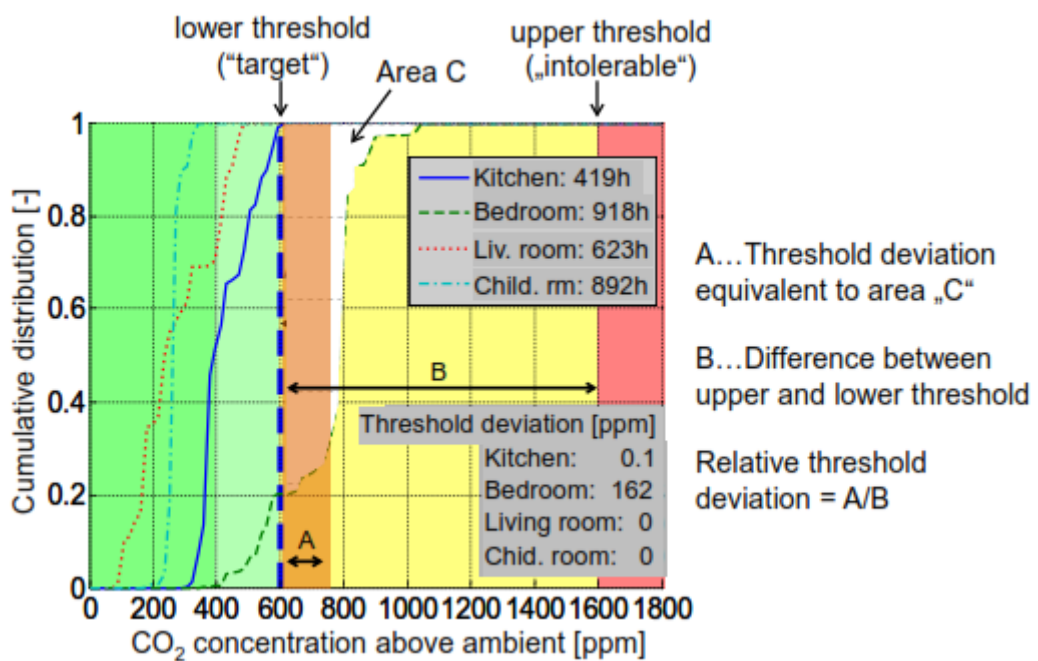 lower threshold
(“target“)
upper threshold
(„intolerable“)
Area C
Cumulative distribution [-]
1
0.8
0.6
0.4
0.2
0
Kitchen: 419h
Bedroom: 918h
Liv. room: 623h
Child. rm: 892h
B
A
Threshold deviation [ppm]
Kitchen: 0.1
Bedroom: 162
Living room: 0
Chid. room: 0
0 200 400 600 800 1000 1200 1400 1600 1800
CO2 concentration above ambient [ppm]
A…Threshold deviation
equivalent to area „C“
B…Difference between
upper and lower threshold
Relative threshold
deviation = A/B